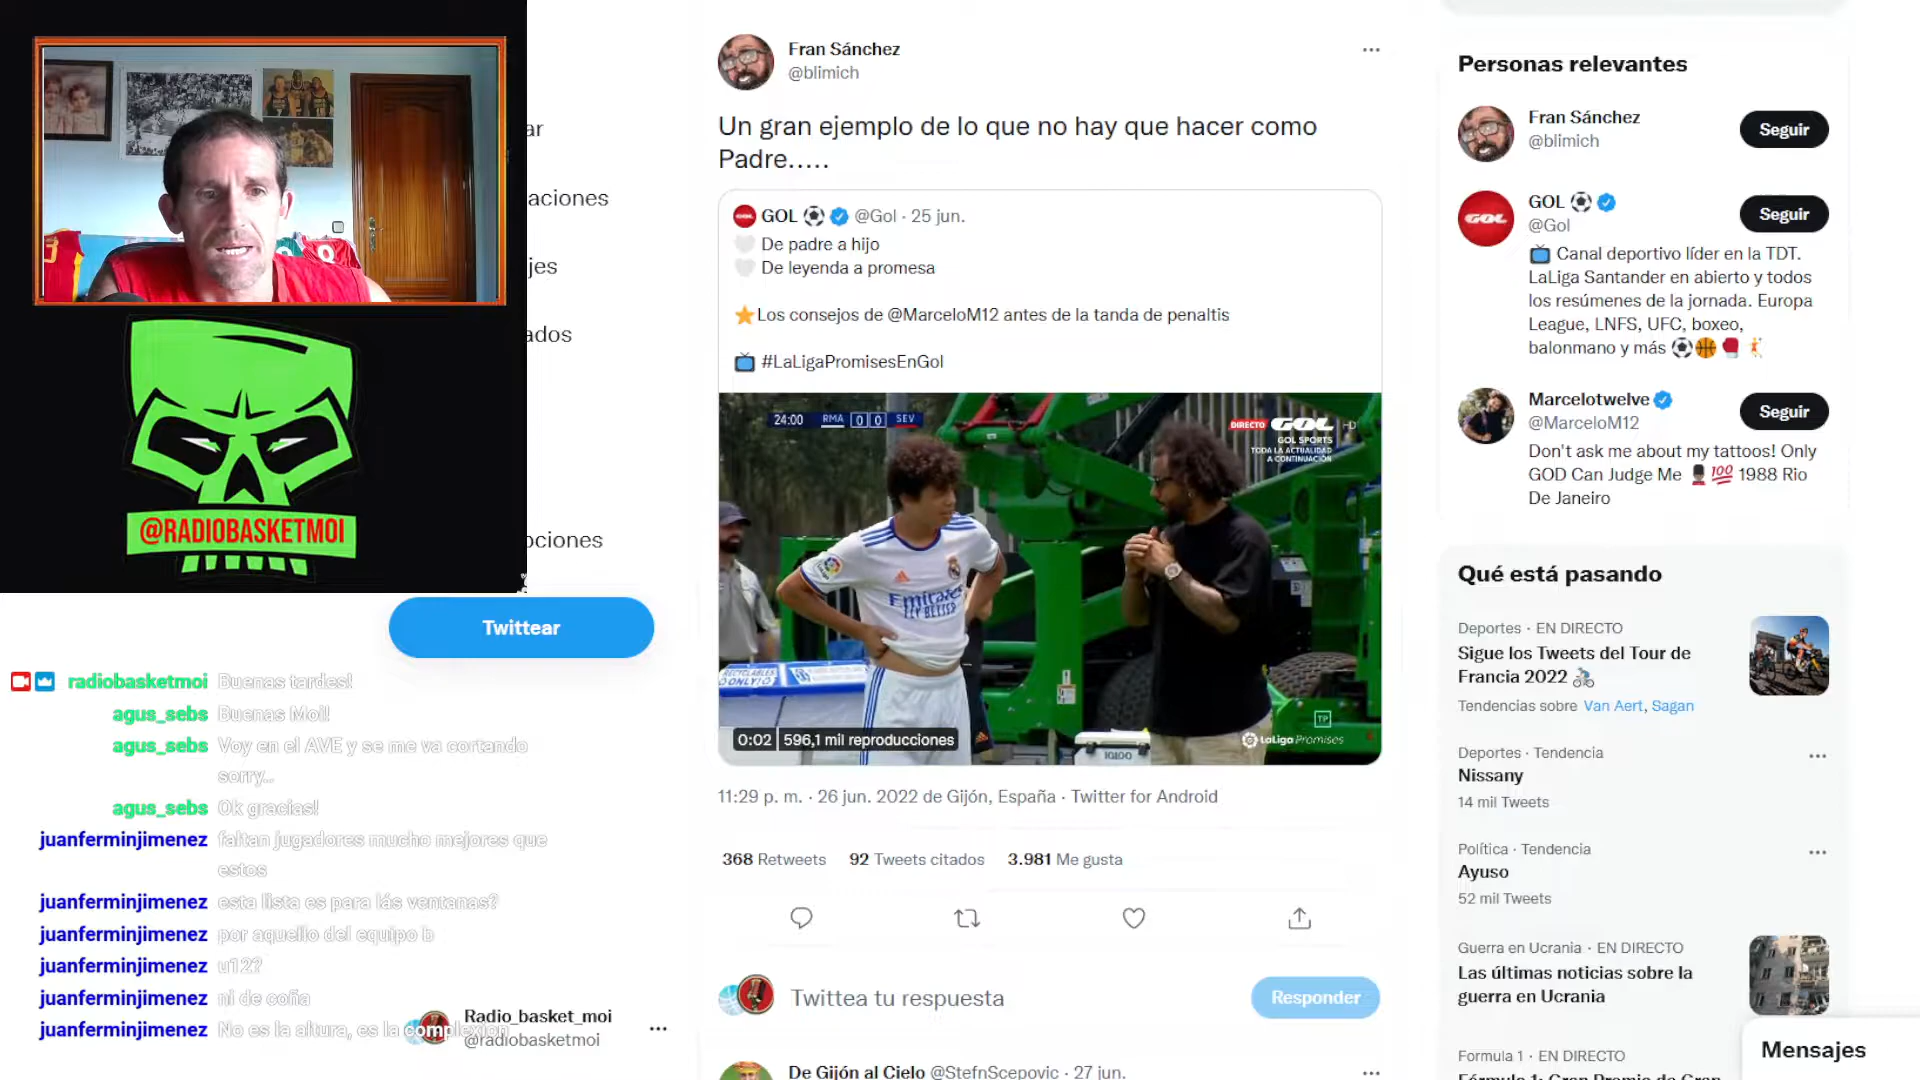 @RADIOBASKETMOI
ar
aciones
jes
ados
pciones
Twittear
radiobasketmoi Buenas tardes!
agus_sebs Buenas Moi!
agus_sebs Voy en el AVE y se me va cortando
sorry...
agus_sebs Ok gracias!
juanferminjimenez faltan jugadores mucho mejores que
estos
juanferminjimenez esta lista es para lás ventanas?
juanferminjimenez por aquello del equipo b
juanferminjimenez u12?
juanferminjimenez ni de coña
juanferminjimenez No es la altura, es la complexion
Radio_basket_moi
@radiobasketmoi
Fran Sánchez
@blimich
Un gran ejemplo de lo que no hay que hacer como
Padre.....
GOL @Gol · 25 jun.
De padre a hijo
De leyenda a promesa
Los consejos de @MarceloM12 antes de la tanda de penaltis
#LaLigaPromisesEnGol
24:00 RMA 0 0 SEV
DIRECTO GOL HD
GOL SPORTS
TODA LA ACTUALIDAD
A CONTINUACIÓN
Emirates
FLY BETTER
RECYCLABLES
ONLY!
IGLOO
TP
LaLiga Promises
0:02 596,1 mil reproducciones
11:29 p. m. · 26 jun. 2022 de Gijón, España · Twitter for Android
368 Retweets 92 Tweets citados 3.981 Me gusta
Twittea tu respuesta
Responder
De Gijón al Cielo @StefnScepovic · 27 jun.
Personas relevantes
Fran Sánchez
@blimich
Seguir
GOL
@Gol
Seguir
Canal deportivo líder en la TDT.
LaLiga Santander en abierto y todos
los resúmenes de la jornada. Europa
League, LNFS, UFC, boxeo,
balonmano y más
Marcelotwelve
@MarceloM12
Seguir
Don't ask me about my tattoos! Only
GOD Can Judge Me 💯 1988 Rio
De Janeiro
Qué está pasando
Deportes · EN DIRECTO
Sigue los Tweets del Tour de
Francia 2022
Tendencias sobre Van Aert, Sagan
Deportes · Tendencia
Nissany
14 mil Tweets
Política · Tendencia
Ayuso
52 mil Tweets
Guerra en Ucrania · EN DIRECTO
Las últimas noticias sobre la
guerra en Ucrania
Formula 1 · EN DIRECTO
Fórmula 1: Gran Premio de Gran
Mensajes